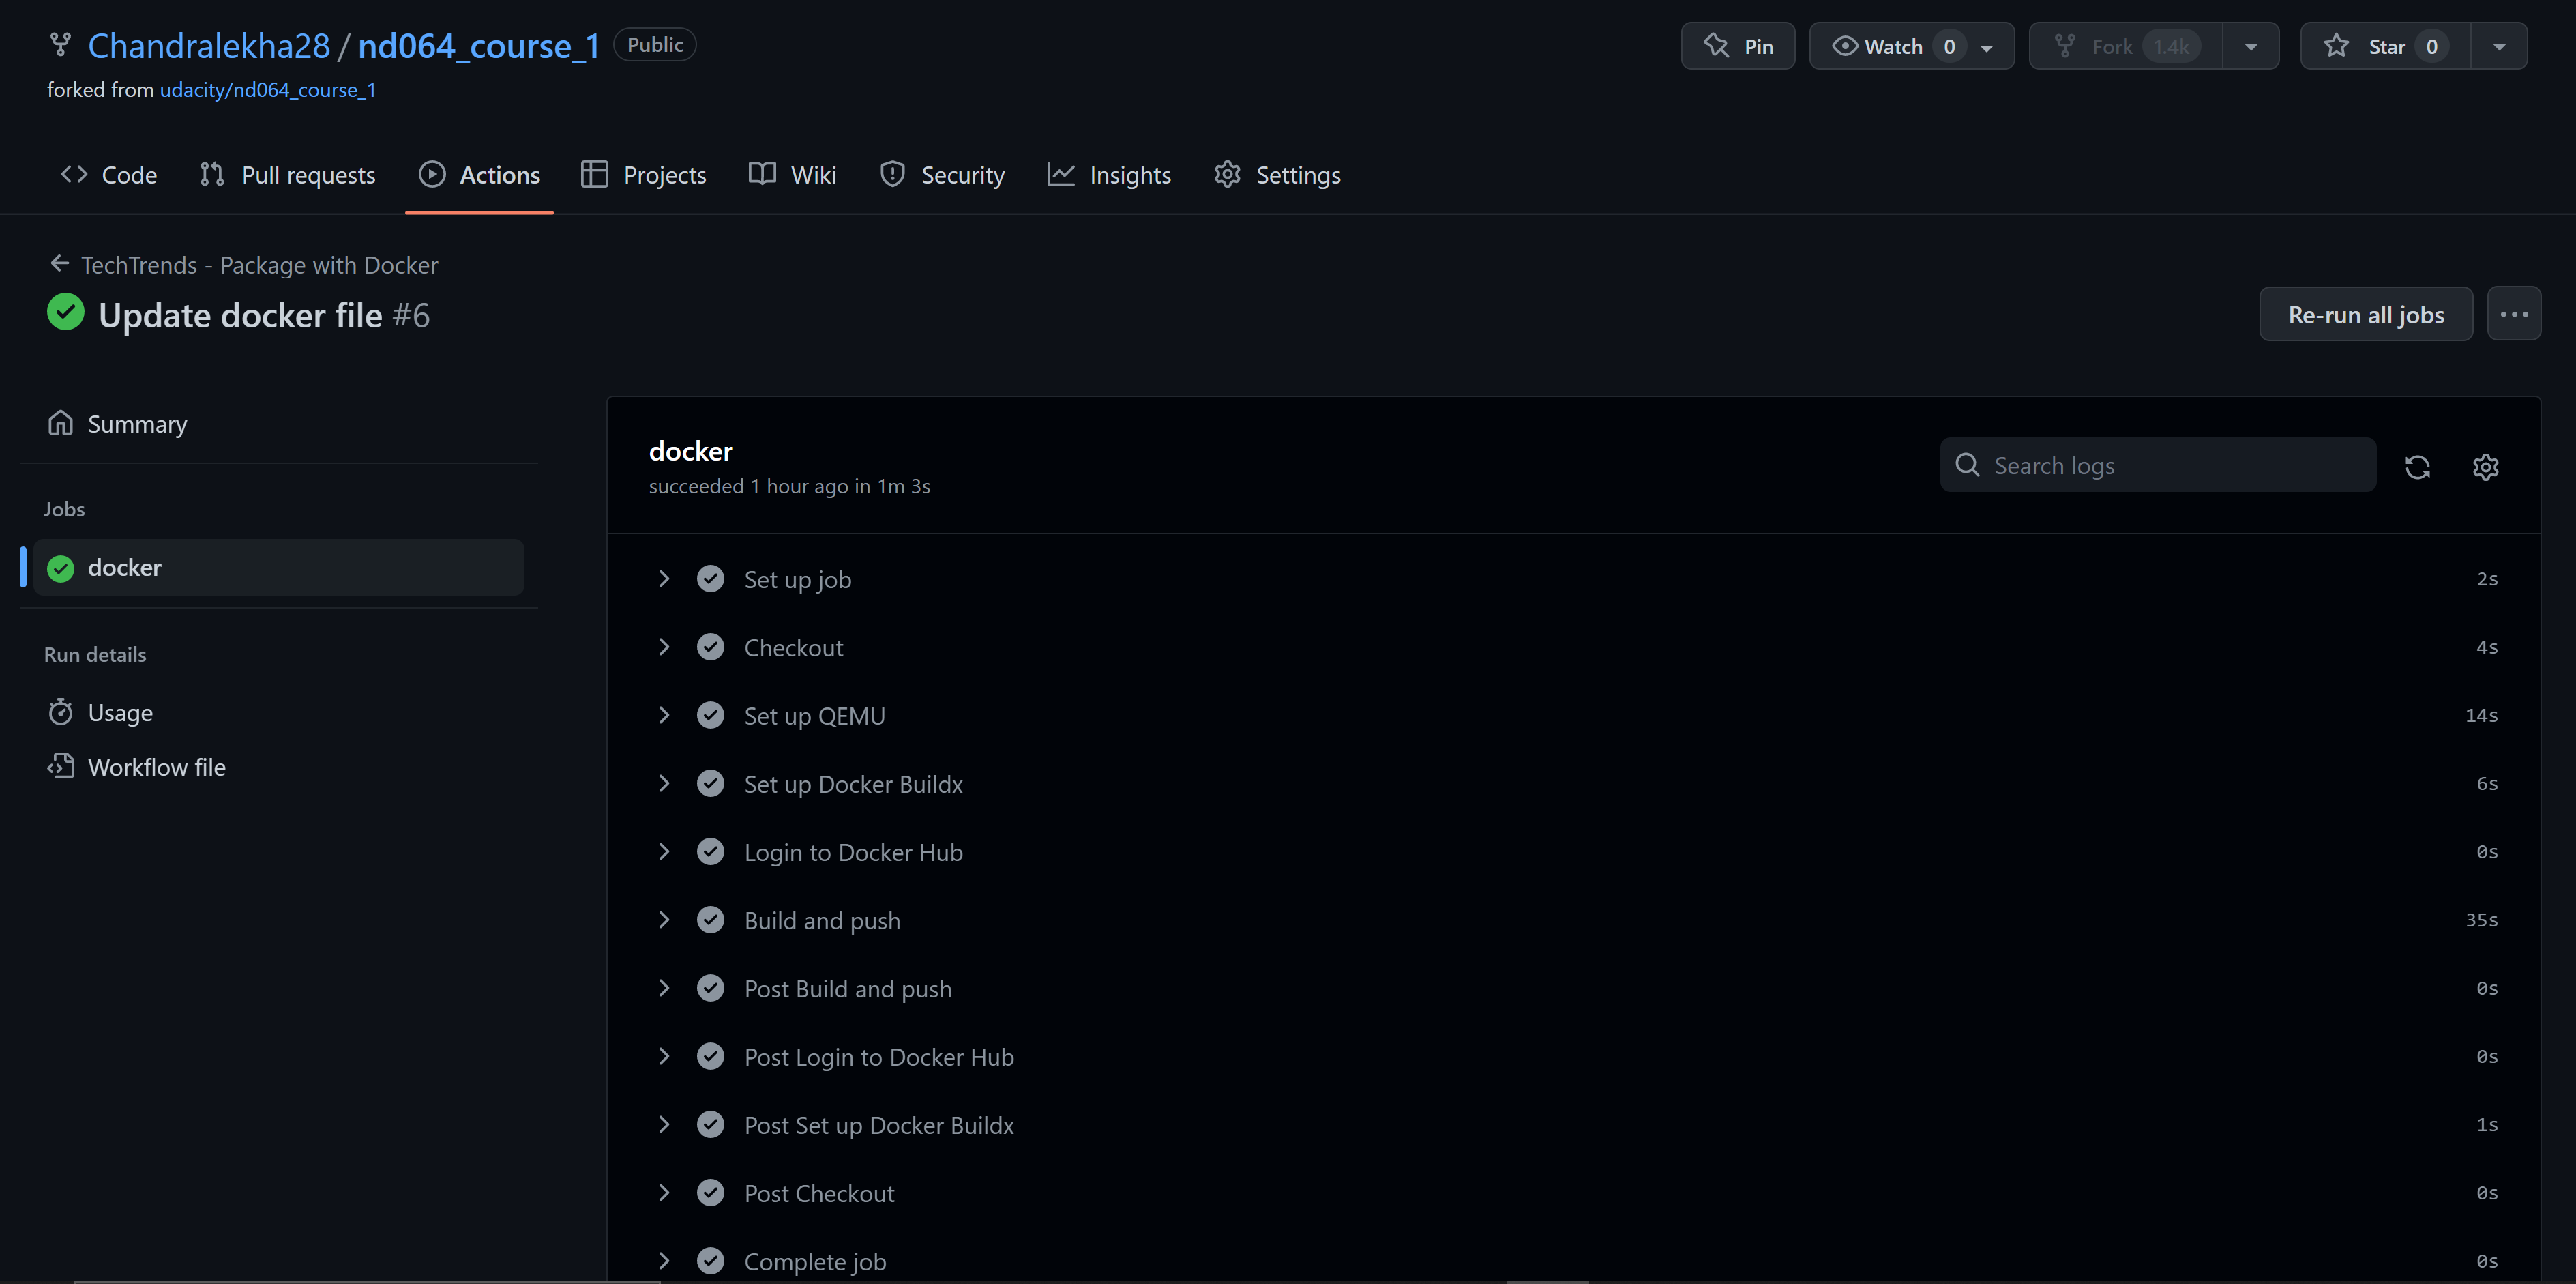 Chandralekha28 / nd064_course_1 Public Pin Watch 0 Fork 1.4k Star 0
forked from udacity/nd064_course_1
Code Pull requests Actions Projects Wiki Security Insights Settings
TechTrends - Package with Docker
Update docker file #6
Re-run all jobs
Summary
Jobs
docker
Run details
Usage
Workflow file
docker
succeeded 1 hour ago in 1m 3s
Search logs
Set up job 2s
Checkout 4s
Set up QEMU 14s
Set up Docker Buildx 6s
Login to Docker Hub 0s
Build and push 35s
Post Build and push 0s
Post Login to Docker Hub 0s
Post Set up Docker Buildx 1s
Post Checkout 0s
Complete job 0s